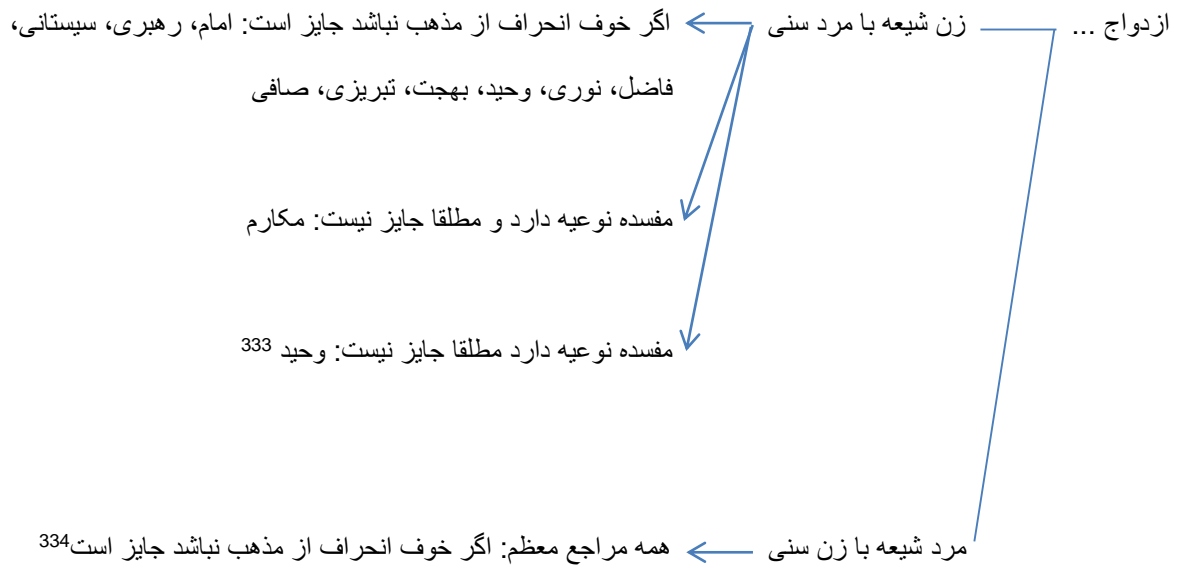 ازدواج ... زن شیعه با مرد سنی اگر خوف انحراف از مذهب نباشد جایز است: امام، رهبری، سیستانی،
فاضل، نوری، وحید، بهجت، تبریزی، صافی
مفسده نوعیه دارد و مطلقا جایز نیست: مکارم
مفسده نوعیه دارد مطلقا جایز نیست: وحید 333
مرد شیعه با زن سنی همه مراجع معظم: اگر خوف انحراف از مذهب نباشد جایز است334